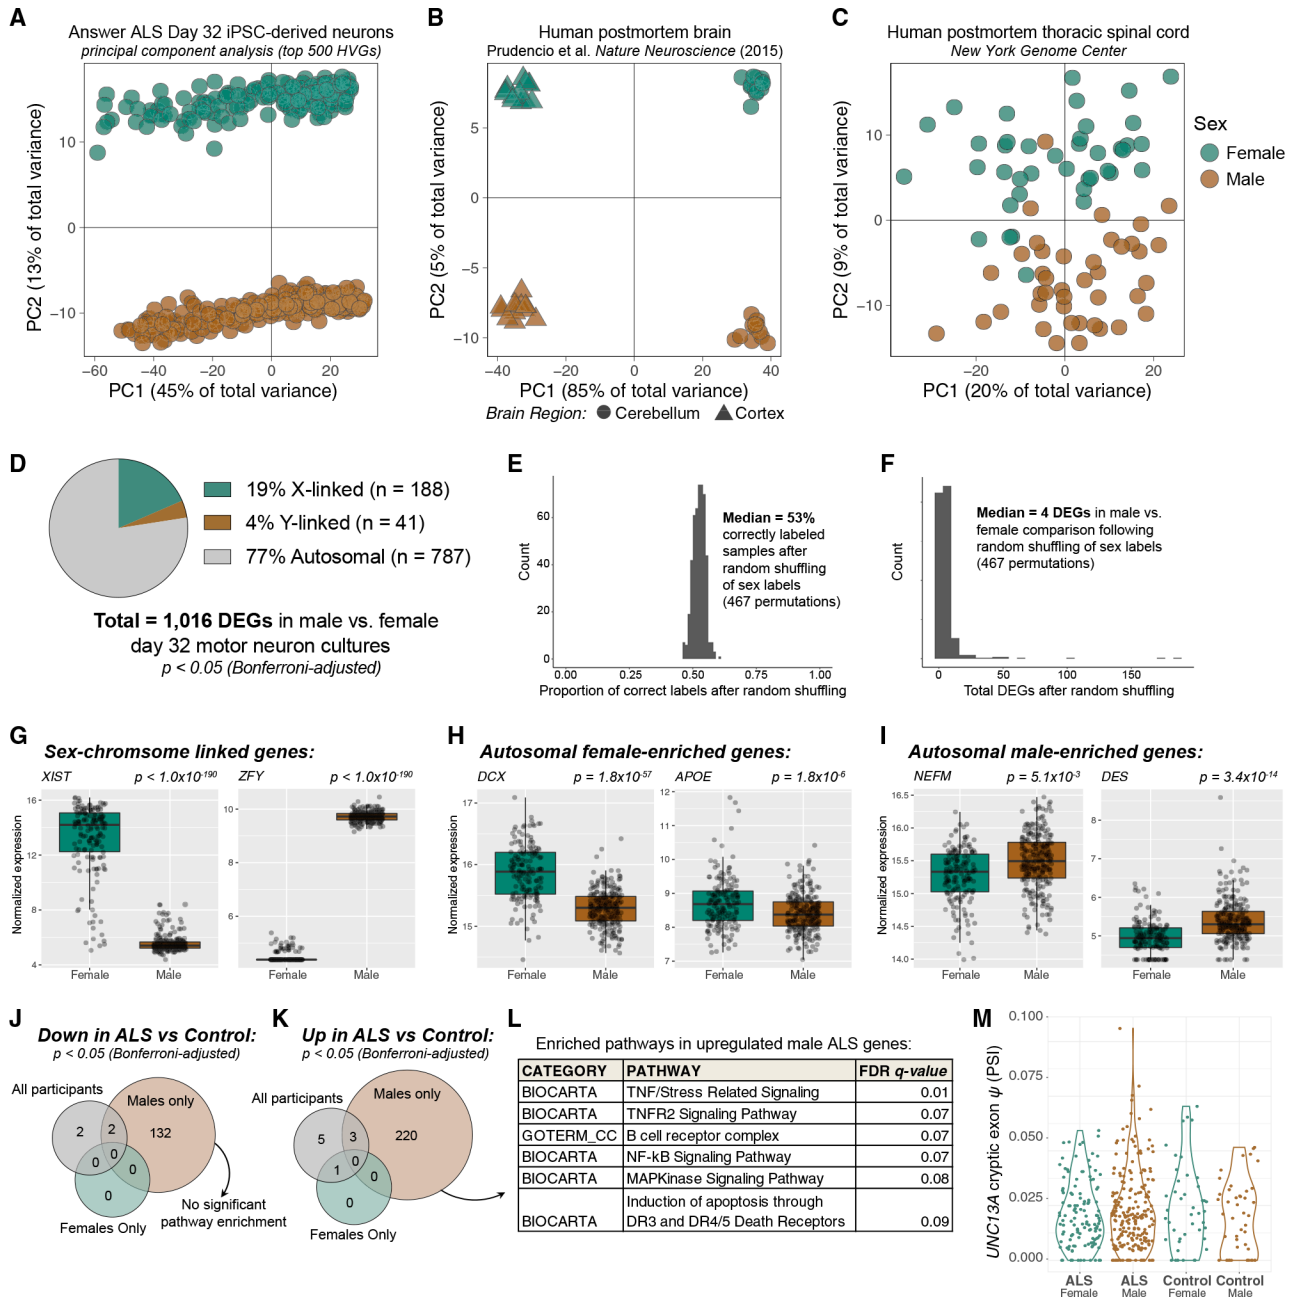 A
Answer ALS Day 32 iPSC-derived neurons
principal component analysis (top 500 HVGs)
PC2 (13% of total variance)
10
0
−10
−60
−40
−20
0
20
PC1 (45% of total variance)
B
Human postmortem brain
Prudencio et al. Nature Neuroscience (2015)
PC2 (5% of total variance)
5
0
−5
−10
−40
−20
0
20
40
PC1 (85% of total variance)
Brain Region: Cerebellum Cortex
C
Human postmortem thoracic spinal cord
New York Genome Center
PC2 (9% of total variance)
10
0
−10
−20
0
20
PC1 (20% of total variance)
Sex
Female
Male
D
19% X-linked (n = 188)
4% Y-linked (n = 41)
77% Autosomal (n = 787)
Total = 1,016 DEGs in male vs. female
day 32 motor neuron cultures
p < 0.05 (Bonferroni-adjusted)
E
Count
60
40
20
0
0.00
0.25
0.50
0.75
1.00
Proportion of correct labels after random shuffling
Median = 53%
correctly labeled
samples after
random shuffling
of sex labels
(467 permutations)
F
Count
0
50
100
150
Total DEGs after random shuffling
Median = 4 DEGs in male vs.
female comparison following
random shuffling of sex labels
(467 permutations)
G
Sex-chromsome linked genes:
XIST
p < 1.0x10-190
ZFY
p < 1.0x10-190
Normalized expression
16
12
8
4
Female
Male
10
8
6
Female
Male
H
Autosomal female-enriched genes:
DCX
p = 1.8x10-57
APOE
p = 1.8x10-6
Normalized expression
17
16
15
Female
Male
12
11
10
9
8
7
Female
Male
I
Autosomal male-enriched genes:
NEFM
p = 5.1x10-3
DES
p = 3.4x10-14
Normalized expression
16.5
16.0
15.5
15.0
14.5
14.0
Female
Male
8
7
6
5
Female
Male
J
Down in ALS vs Control:
p < 0.05 (Bonferroni-adjusted)
All participants
Males only
2
2
132
0
0
0
0
Females Only
No significant
pathway enrichment
K
Up in ALS vs Control:
p < 0.05 (Bonferroni-adjusted)
All participants
Males only
5
3
220
0
1
0
0
Females Only
L
Enriched pathways in upregulated male ALS genes:
CATEGORY PATHWAY FDR q-value
BIOCARTA TNF/Stress Related Signaling 0.01
BIOCARTA TNFR2 Signaling Pathway 0.07
GOTERM_CC B cell receptor complex 0.07
BIOCARTA NF-kB Signaling Pathway 0.07
BIOCARTA MAPKinase Signaling Pathway 0.08
Induction of apoptosis through
BIOCARTA DR3 and DR4/5 Death Receptors 0.09
M
UNC13A cryptic exon ψ (PSI)
0.100
0.075
0.050
0.025
0.000
ALS ALS Control Control
Female Male Female Male